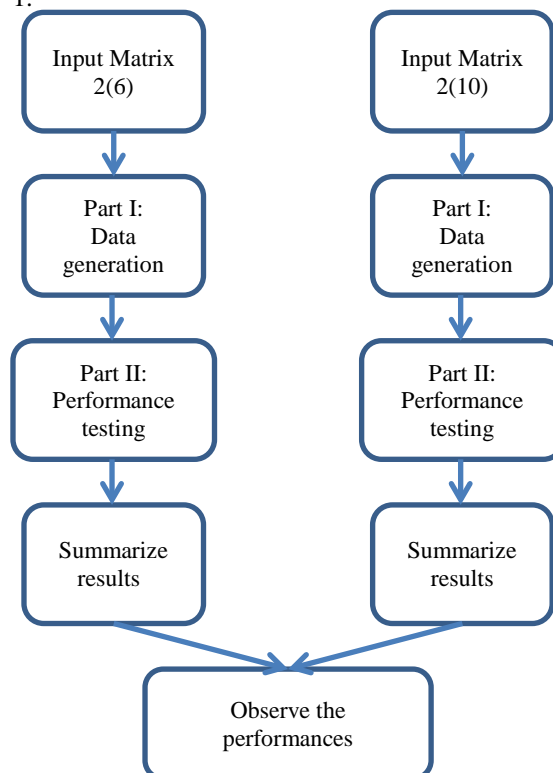 1.
Input Matrix
2(6)
Input Matrix
2(10)
Part I:
Data
generation
Part I:
Data
generation
Part II:
Performance
testing
Part II:
Performance
testing
Summarize
results
Summarize
results
Observe the
performances